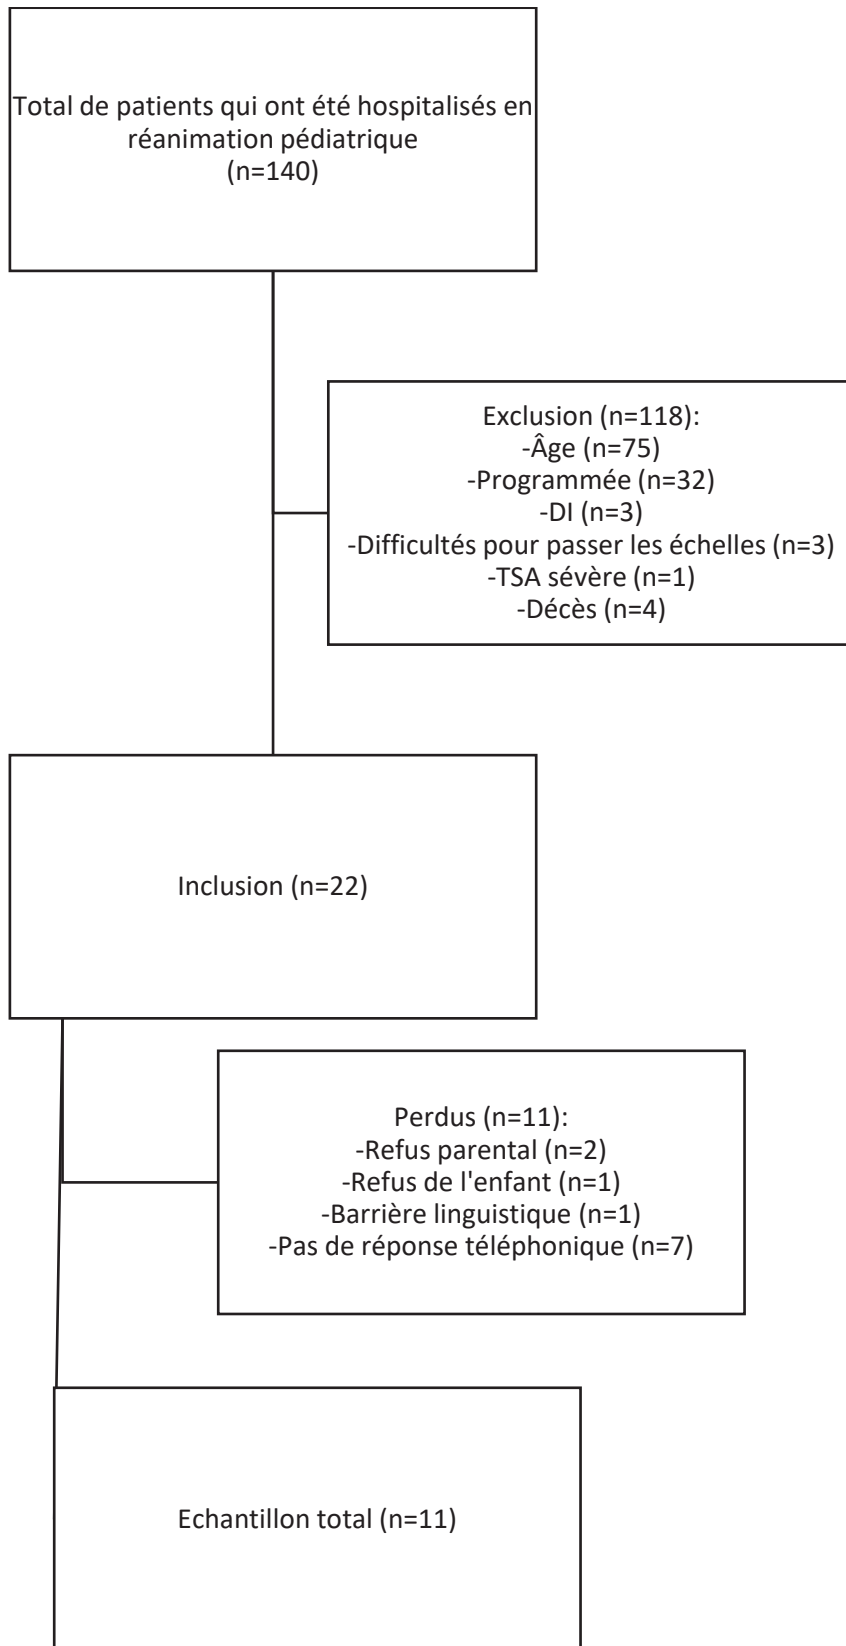 Total de patients qui ont été hospitalisés en
réanimation pédiatrique
(n=140)
Exclusion (n=118):
-Âge (n=75)
-Programmée (n=32)
-DI (n=3)
-Difficultés pour passer les échelles (n=3)
-TSA sévère (n=1)
-Décès (n=4)
Inclusion (n=22)
Perdus (n=11):
-Refus parental (n=2)
-Refus de l'enfant (n=1)
-Barrière linguistique (n=1)
-Pas de réponse téléphonique (n=7)
Echantillon total (n=11)